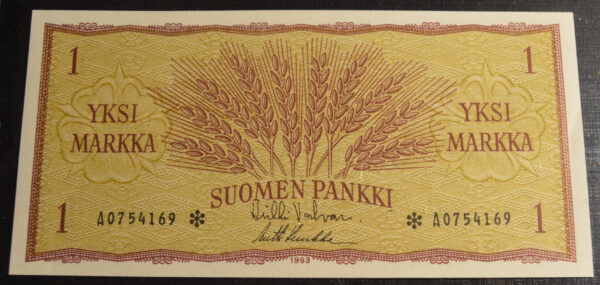 1 1
YKSI MARKKA YKSI MARKKA
SUOMEN PANKKI
1 A0754169 * * A0754169 1
1963